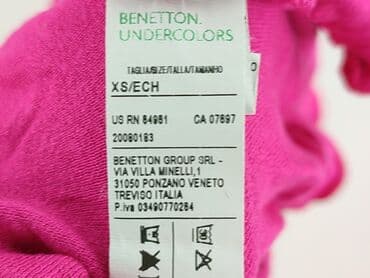 BENETTON.
UNDERCOLORS
TAGLIA/SIZE/TALLA/TAMANHO
XS/ECH
US RN 84961 CA 07697
20080183
BENETTON GROUP SRL -
VIA VILLA MINELLI,1
31050 PONZANO VENETO
TREVISO ITALIA
P.iva 03490770264